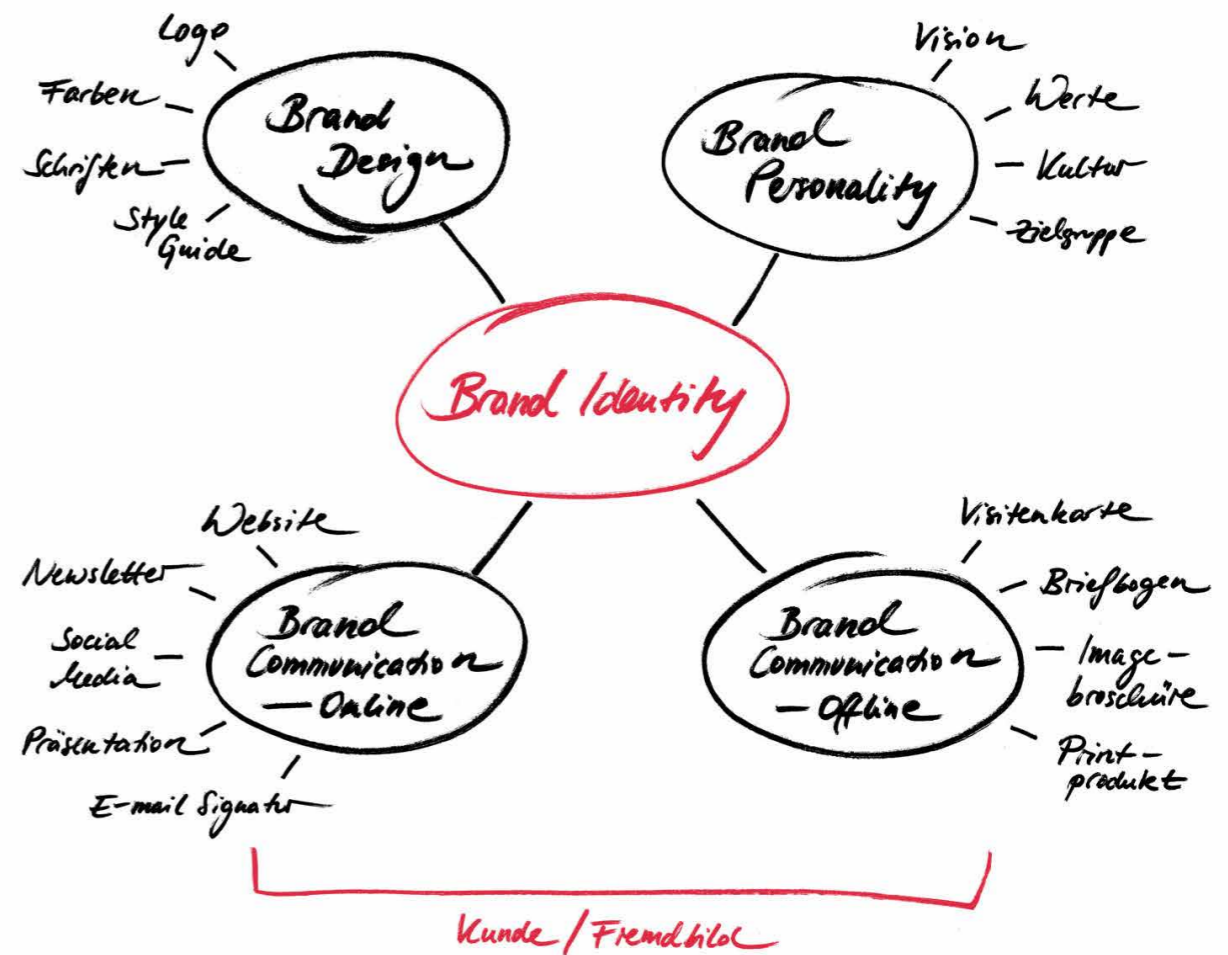 Logo
Farben
Schriften
Style
Guide
Brand
Design
Vision
Werte
Kultur
Zielgruppe
Brand
Personality
Brand Identity
Website
Newsletter
Social
Media
Präsentation
E-mail Signatur
Brand
Communication
— Online
Visitenkarte
Briefbogen
Image-
broschüre
Print-
produkt
Brand
Communication
— Offline
Kunde / Fremdbild